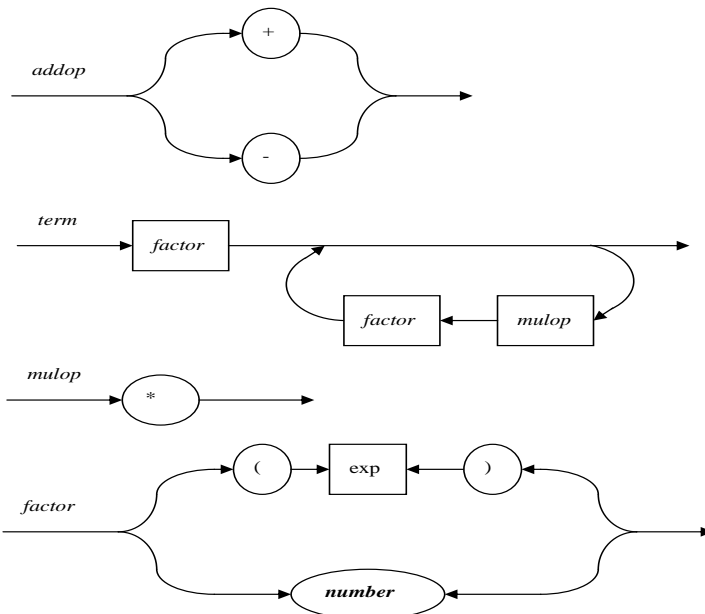 +
addop
-
term
factor
factor mulop
mulop
*
( exp )
factor
number